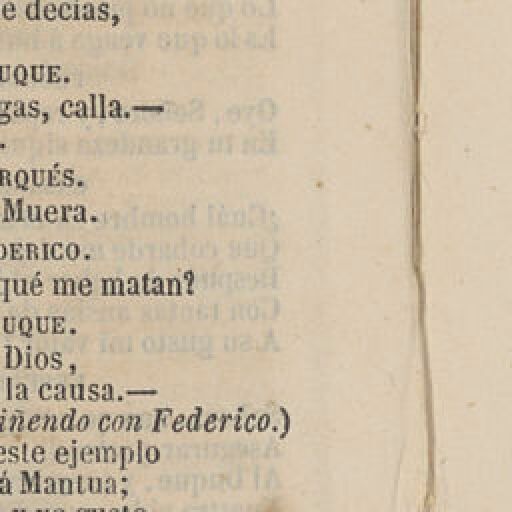 e decias,
UQUE.
gas, calla.—
RQUÉS.
Muera.
DERICO.
qué me matan?
UQUE.
Dios,
la causa.—
iñendo con Federico.)
este ejemplo
á Mantua;